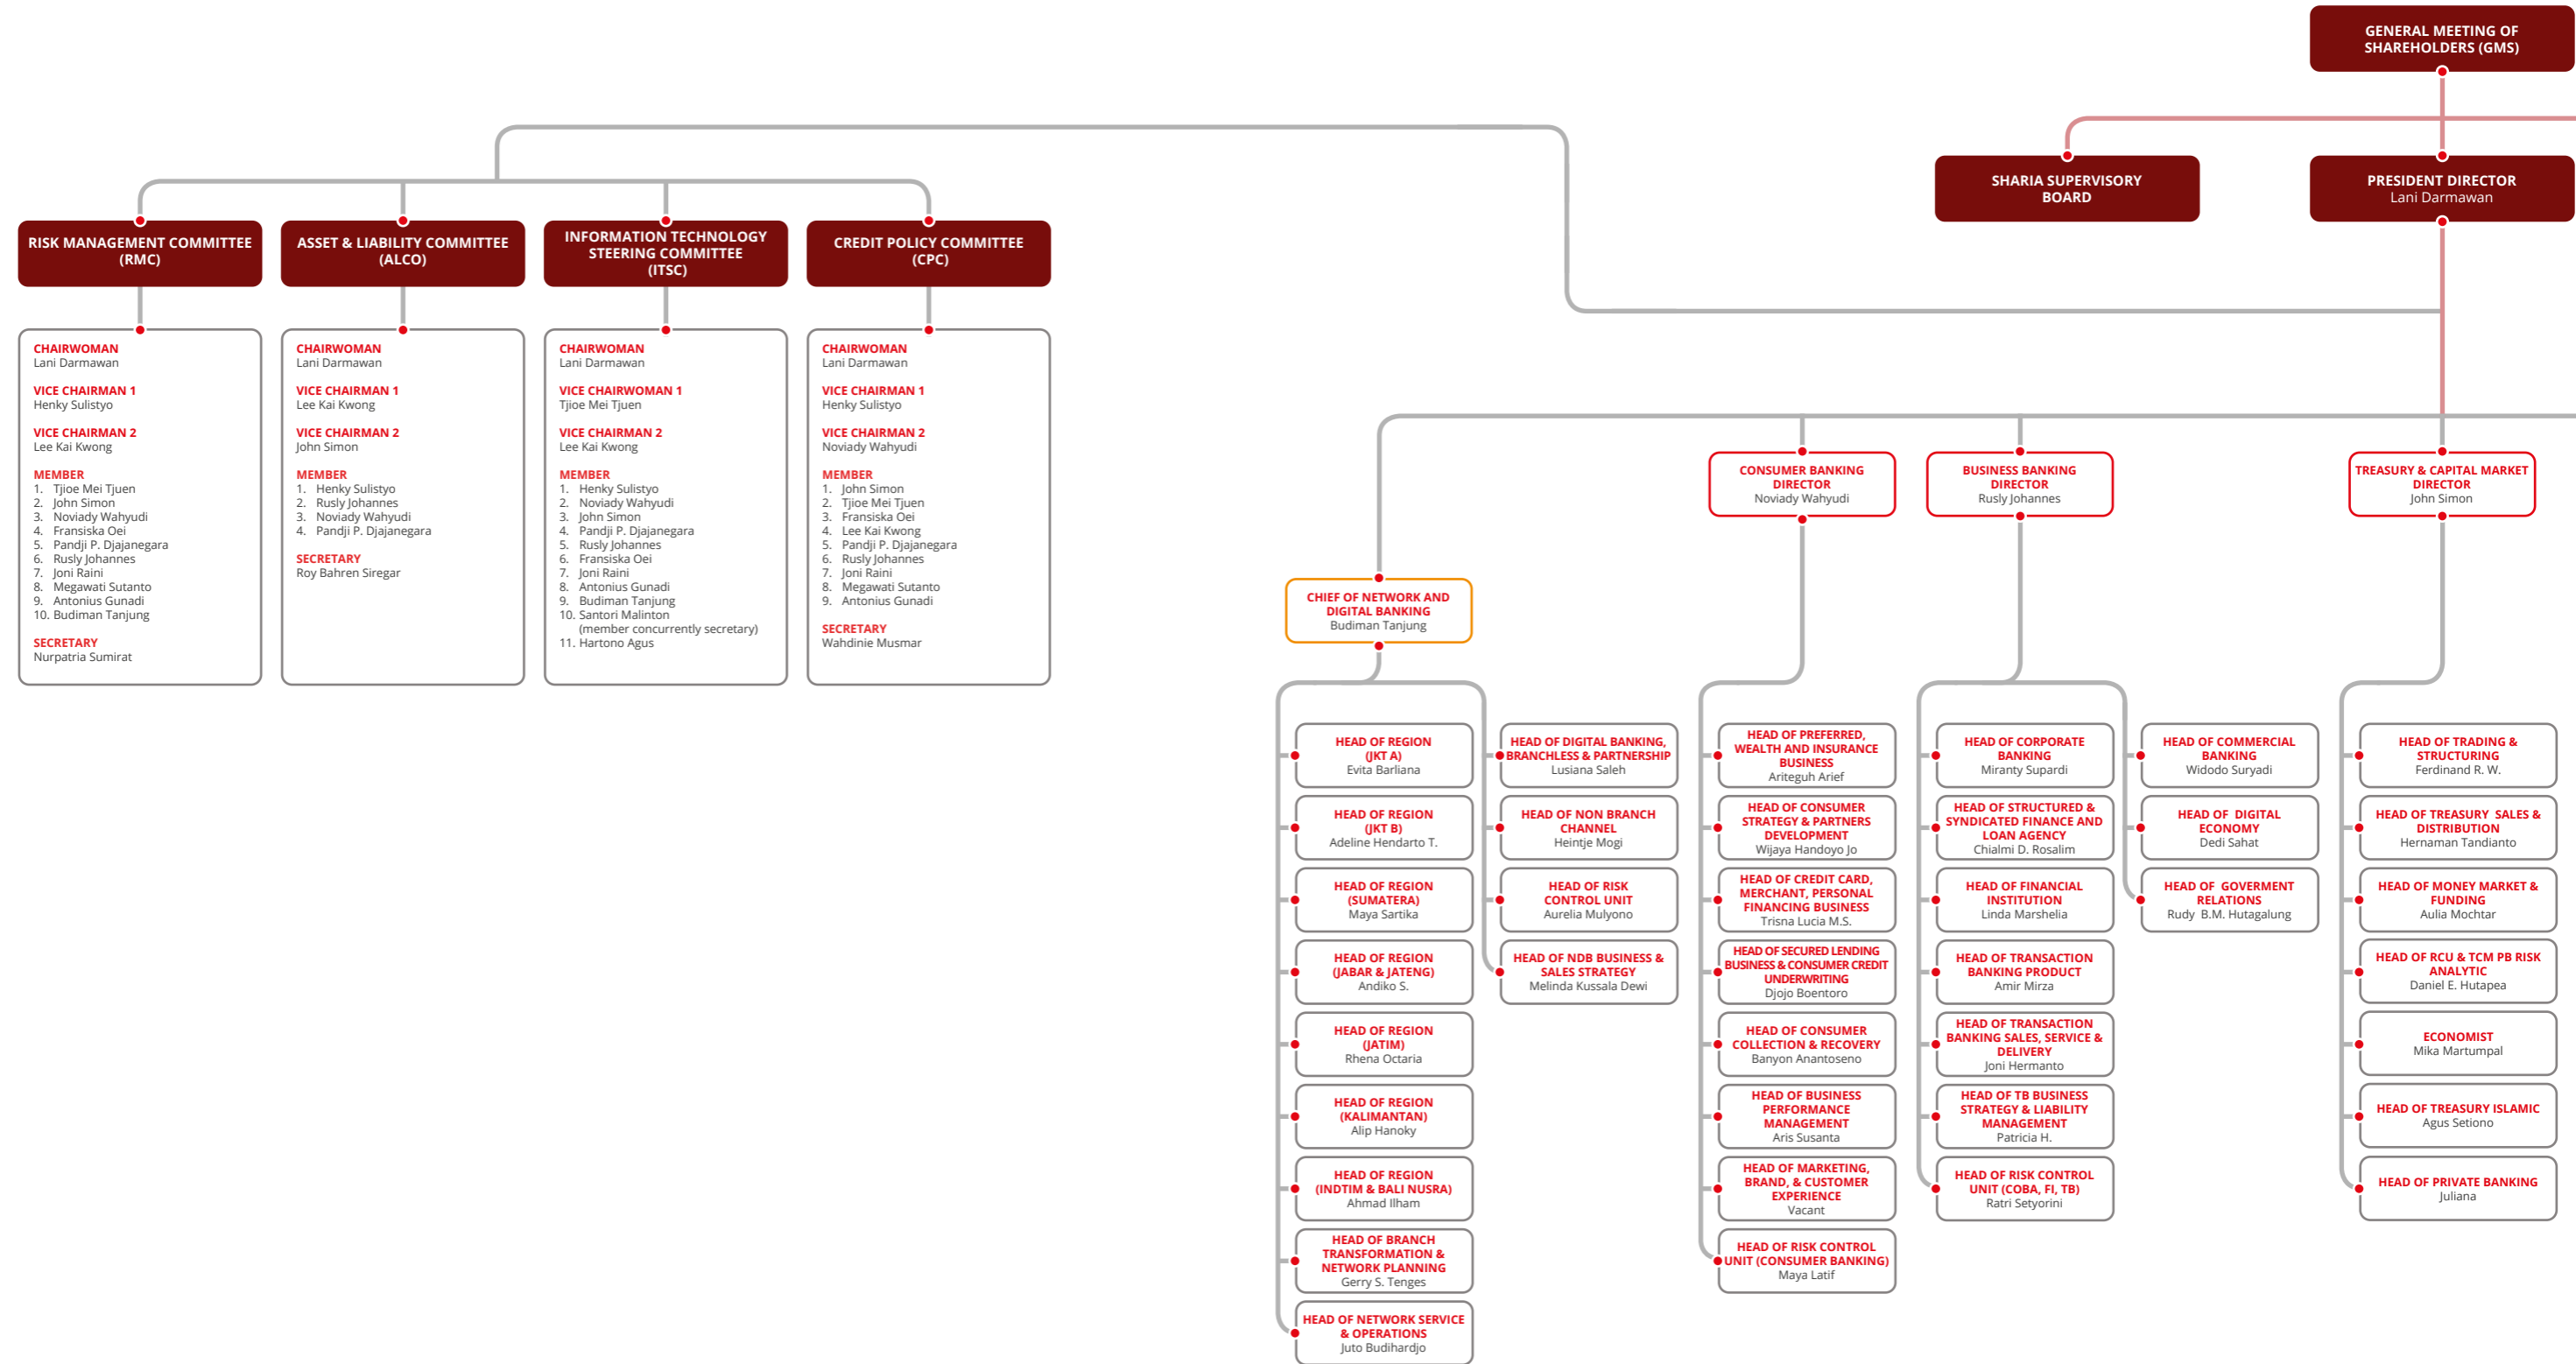 GENERAL MEETING OF
SHAREHOLDERS (GMS)
SHARIA SUPERVISORY
BOARD
PRESIDENT DIRECTOR
Lani Darmawan
RISK MANAGEMENT COMMITTEE
(RMC)
ASSET & LIABILITY COMMITTEE
(ALCO)
INFORMATION TECHNOLOGY
STEERING COMMITTEE
(ITSC)
CREDIT POLICY COMMITTEE
(CPC)
CHAIRWOMAN
Lani Darmawan
VICE CHAIRMAN 1
Henky Sulistyo
VICE CHAIRMAN 2
Lee Kai Kwong
MEMBER
1. Tjioe Mei Tjuen
2. John Simon
3. Noviady Wahyudi
4. Fransiska Oei
5. Pandji P. Djajanegara
6. Rusly Johannes
7. Joni Raini
8. Megawati Sutanto
9. Antonius Gunadi
10. Budiman Tanjung
SECRETARY
Nurpatria Sumirat
CHAIRWOMAN
Lani Darmawan
VICE CHAIRMAN 1
Lee Kai Kwong
VICE CHAIRMAN 2
John Simon
MEMBER
1. Henky Sulistyo
2. Rusly Johannes
3. Noviady Wahyudi
4. Pandji P. Djajanegara
SECRETARY
Roy Bahren Siregar
CHAIRWOMAN
Lani Darmawan
VICE CHAIRWOMAN 1
Tjioe Mei Tjuen
VICE CHAIRMAN 2
Lee Kai Kwong
MEMBER
1. Henky Sulistyo
2. Noviady Wahyudi
3. John Simon
4. Pandji P. Djajanegara
5. Rusly Johannes
6. Fransiska Oei
7. Joni Raini
8. Antonius Gunadi
9. Budiman Tanjung
10. Santori Malinton
(member concurrently secretary)
11. Hartono Agus
CHAIRWOMAN
Lani Darmawan
VICE CHAIRMAN 1
Henky Sulistyo
VICE CHAIRMAN 2
Noviady Wahyudi
MEMBER
1. John Simon
2. Tjioe Mei Tjuen
3. Fransiska Oei
4. Lee Kai Kwong
5. Pandji P. Djajanegara
6. Rusly Johannes
7. Joni Raini
8. Megawati Sutanto
9. Antonius Gunadi
SECRETARY
Wahdinie Musmar
CONSUMER BANKING
DIRECTOR
Noviady Wahyudi
BUSINESS BANKING
DIRECTOR
Rusly Johannes
TREASURY & CAPITAL MARKET
DIRECTOR
John Simon
CHIEF OF NETWORK AND
DIGITAL BANKING
Budiman Tanjung
HEAD OF REGION
(JKT A)
Evita Barliana
HEAD OF REGION
(JKT B)
Adeline Hendarto T.
HEAD OF REGION
(SUMATERA)
Maya Sartika
HEAD OF REGION
(JABAR & JATENG)
Andiko S.
HEAD OF REGION
(JATIM)
Rhena Octaria
HEAD OF REGION
(KALIMANTAN)
Alip Hanoky
HEAD OF REGION
(INDTIM & BALI NUSRA)
Ahmad Ilham
HEAD OF BRANCH
TRANSFORMATION &
NETWORK PLANNING
Gerry S. Tenges
HEAD OF NETWORK SERVICE
& OPERATIONS
Juto Budihardjo
HEAD OF DIGITAL BANKING,
BRANCHLESS & PARTNERSHIP
Lusiana Saleh
HEAD OF NON BRANCH
CHANNEL
Heintje Mogi
HEAD OF RISK
CONTROL UNIT
Aurelia Mulyono
HEAD OF NDB BUSINESS &
SALES STRATEGY
Melinda Kussala Dewi
HEAD OF PREFERRED,
WEALTH AND INSURANCE
BUSINESS
Ariteguh Arief
HEAD OF CONSUMER
STRATEGY & PARTNERS
DEVELOPMENT
Wijaya Handoyo Jo
HEAD OF CREDIT CARD,
MERCHANT, PERSONAL
FINANCING BUSINESS
Trisna Lucia M.S.
HEAD OF SECURED LENDING
BUSINESS & CONSUMER CREDIT
UNDERWRITING
Djojo Boentoro
HEAD OF CONSUMER
COLLECTION & RECOVERY
Banyon Anantoseno
HEAD OF BUSINESS
PERFORMANCE
MANAGEMENT
Aris Susanta
HEAD OF MARKETING,
BRAND, & CUSTOMER
EXPERIENCE
Vacant
HEAD OF RISK CONTROL
UNIT (CONSUMER BANKING)
Maya Latif
HEAD OF CORPORATE
BANKING
Miranty Supardi
HEAD OF STRUCTURED &
SYNDICATED FINANCE AND
LOAN AGENCY
Chialmi D. Rosalim
HEAD OF FINANCIAL
INSTITUTION
Linda Marshelia
HEAD OF TRANSACTION
BANKING PRODUCT
Amir Mirza
HEAD OF TRANSACTION
BANKING SALES, SERVICE &
DELIVERY
Joni Hermanto
HEAD OF TB BUSINESS
STRATEGY & LIABILITY
MANAGEMENT
Patricia H.
HEAD OF RISK CONTROL
UNIT (COBA, FI, TB)
Ratri Setyorini
HEAD OF COMMERCIAL
BANKING
Widodo Suryadi
HEAD OF DIGITAL
ECONOMY
Dedi Sahat
HEAD OF GOVERMENT
RELATIONS
Rudy B.M. Hutagalung
HEAD OF TRADING &
STRUCTURING
Ferdinand R. W.
HEAD OF TREASURY SALES &
DISTRIBUTION
Hernaman Tandianto
HEAD OF MONEY MARKET &
FUNDING
Aulia Mochtar
HEAD OF RCU & TCM PB RISK
ANALYTIC
Daniel E. Hutapea
ECONOMIST
Mika Martumpal
HEAD OF TREASURY ISLAMIC
Agus Setiono
HEAD OF PRIVATE BANKING
Juliana